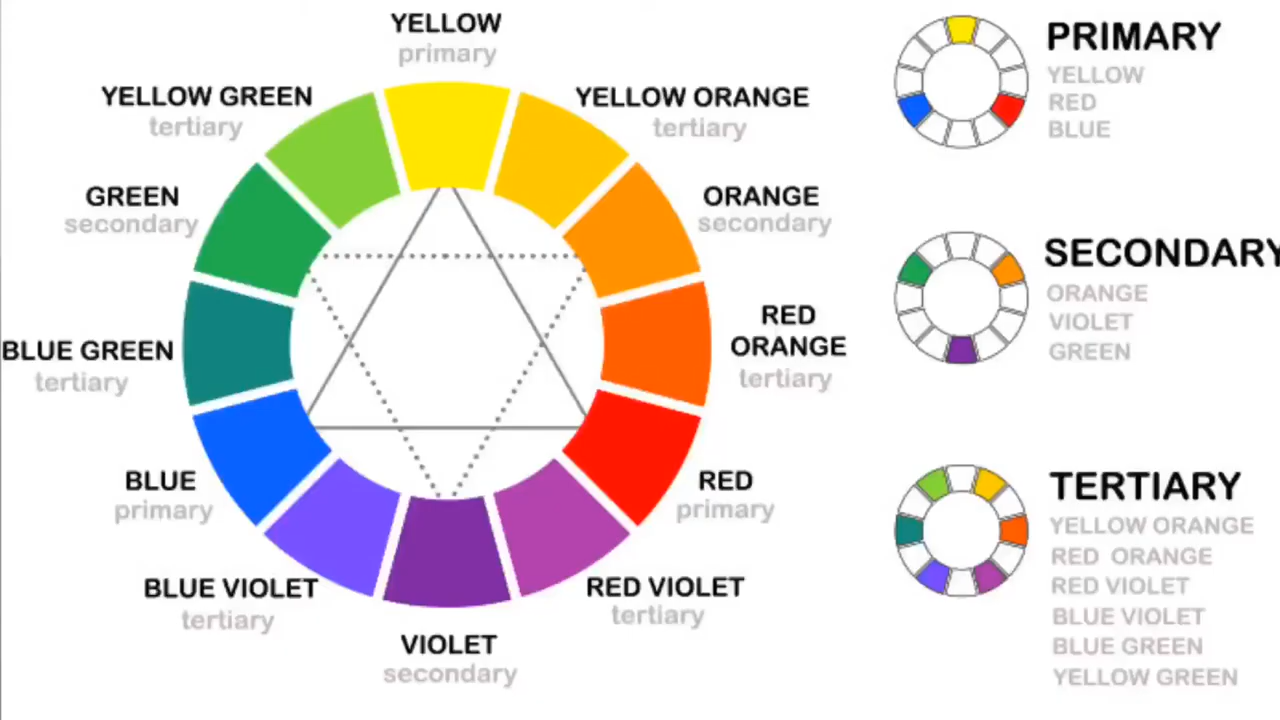 YELLOW
primary
YELLOW GREEN
tertiary
YELLOW ORANGE
tertiary
GREEN
secondary
ORANGE
secondary
BLUE GREEN
tertiary
RED
ORANGE
tertiary
BLUE
primary
RED
primary
BLUE VIOLET
tertiary
RED VIOLET
tertiary
VIOLET
secondary
PRIMARY
YELLOW
RED
BLUE
SECONDARY
ORANGE
VIOLET
GREEN
TERTIARY
YELLOW ORANGE
RED ORANGE
RED VIOLET
BLUE VIOLET
BLUE GREEN
YELLOW GREEN